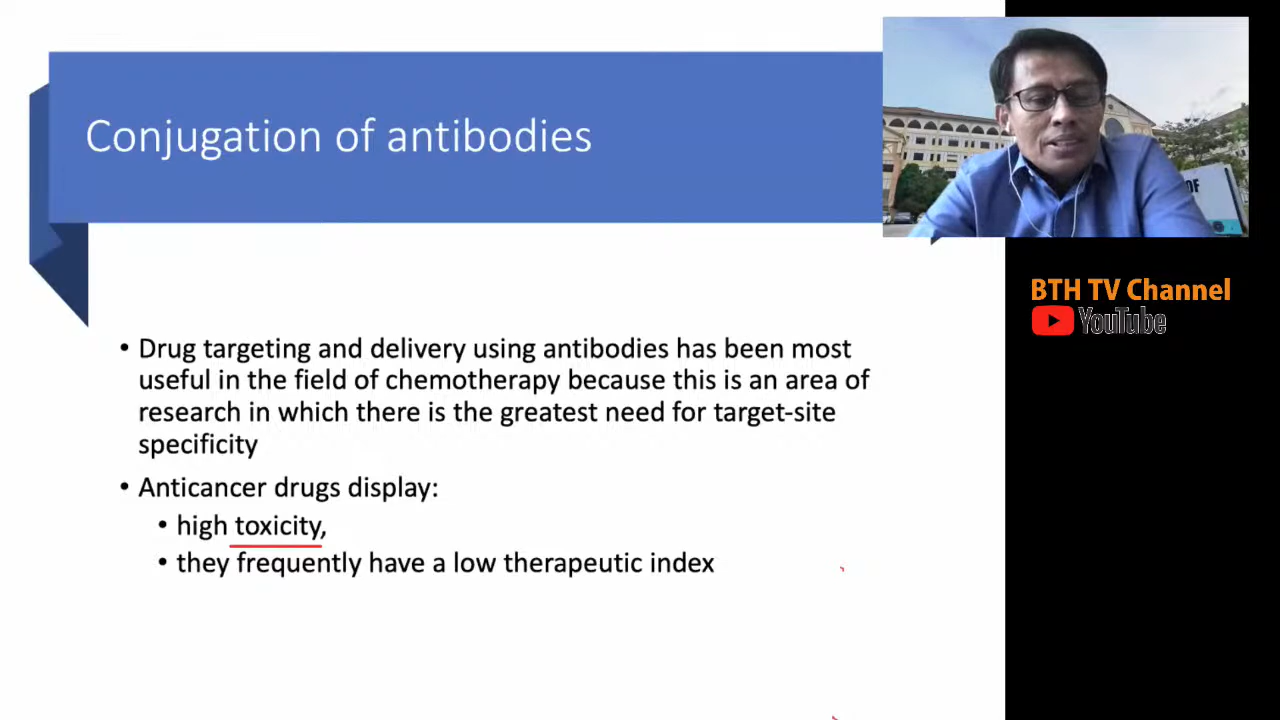 Conjugation of antibodies
OF
BTH TV Channel
YouTube
• Drug targeting and delivery using antibodies has been most
useful in the field of chemotherapy because this is an area of
research in which there is the greatest need for target-site
specificity
• Anticancer drugs display:
• high toxicity,
• they frequently have a low therapeutic index